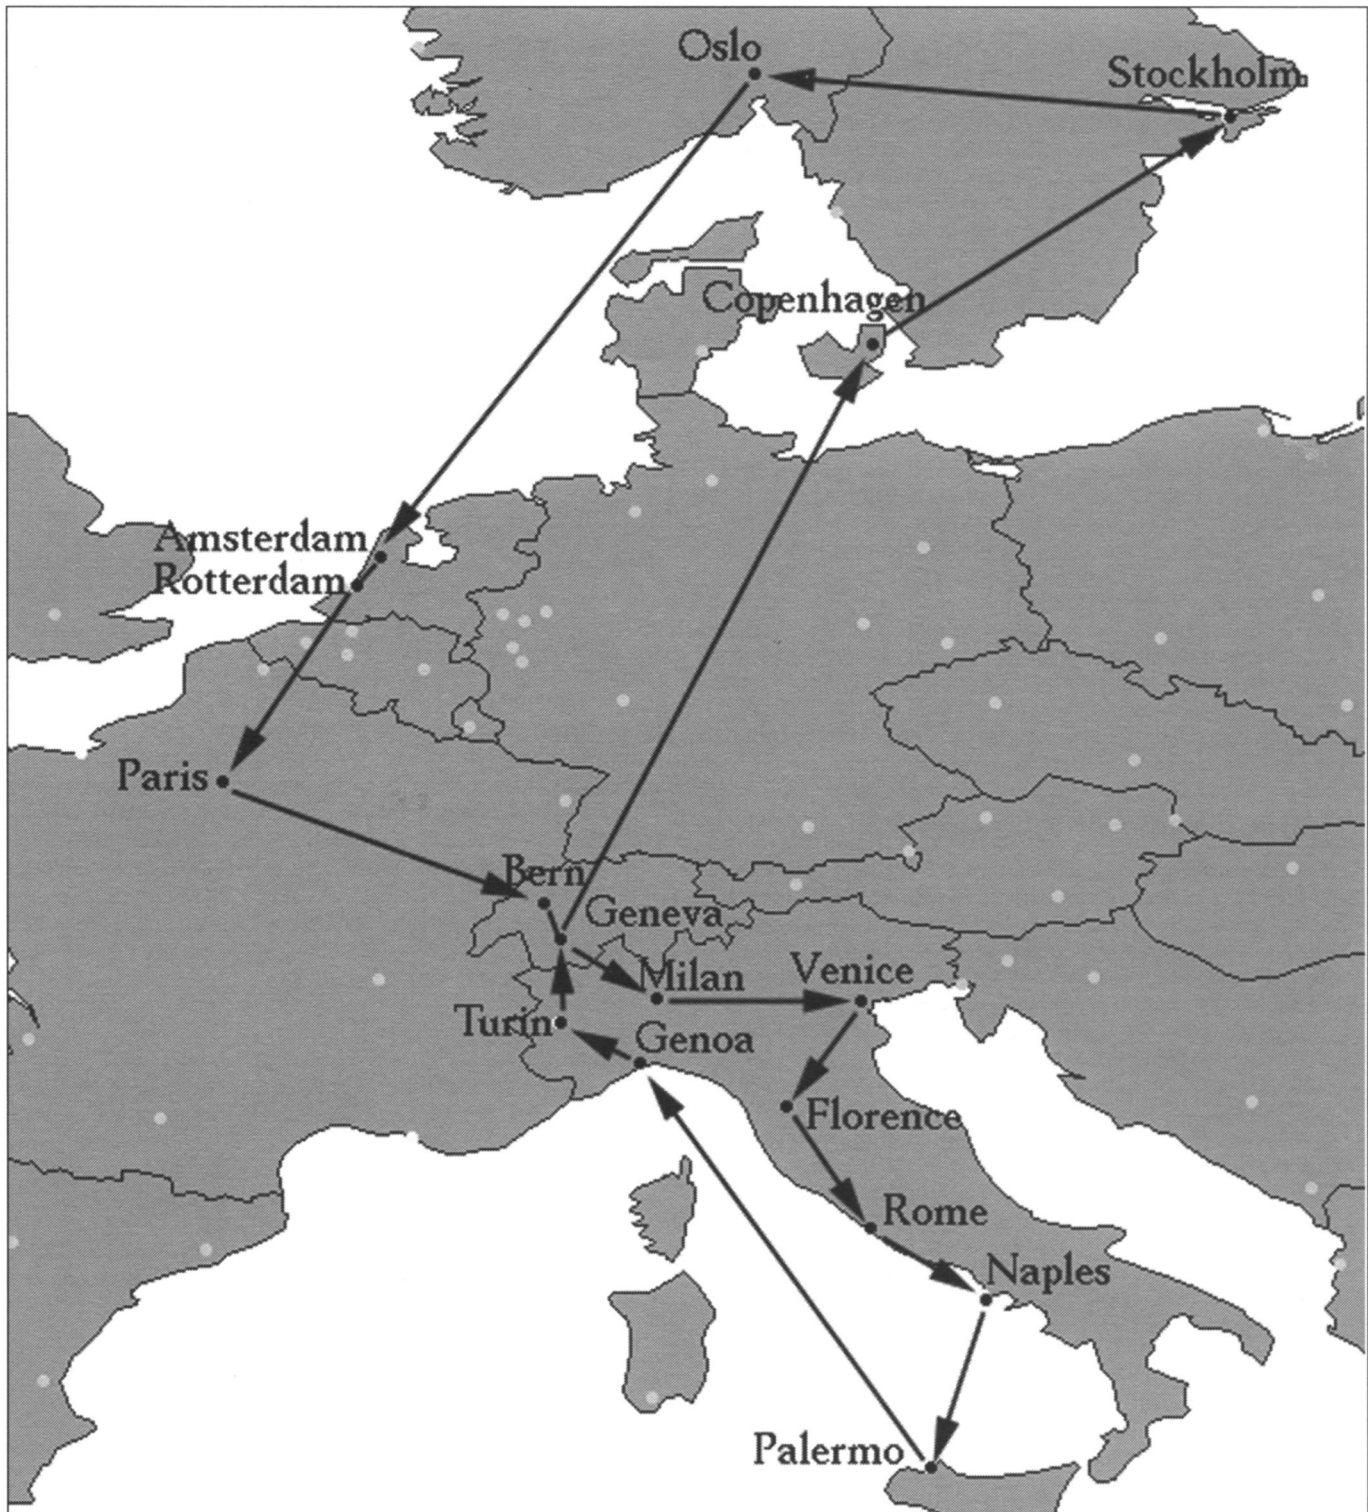 Oslo
Stockholm
Copenhagen
Amsterdam
Rotterdam
Paris
Bern
Geneva
Milan
Venice
Turin
Genoa
Florence
Rome
Naples
Palermo